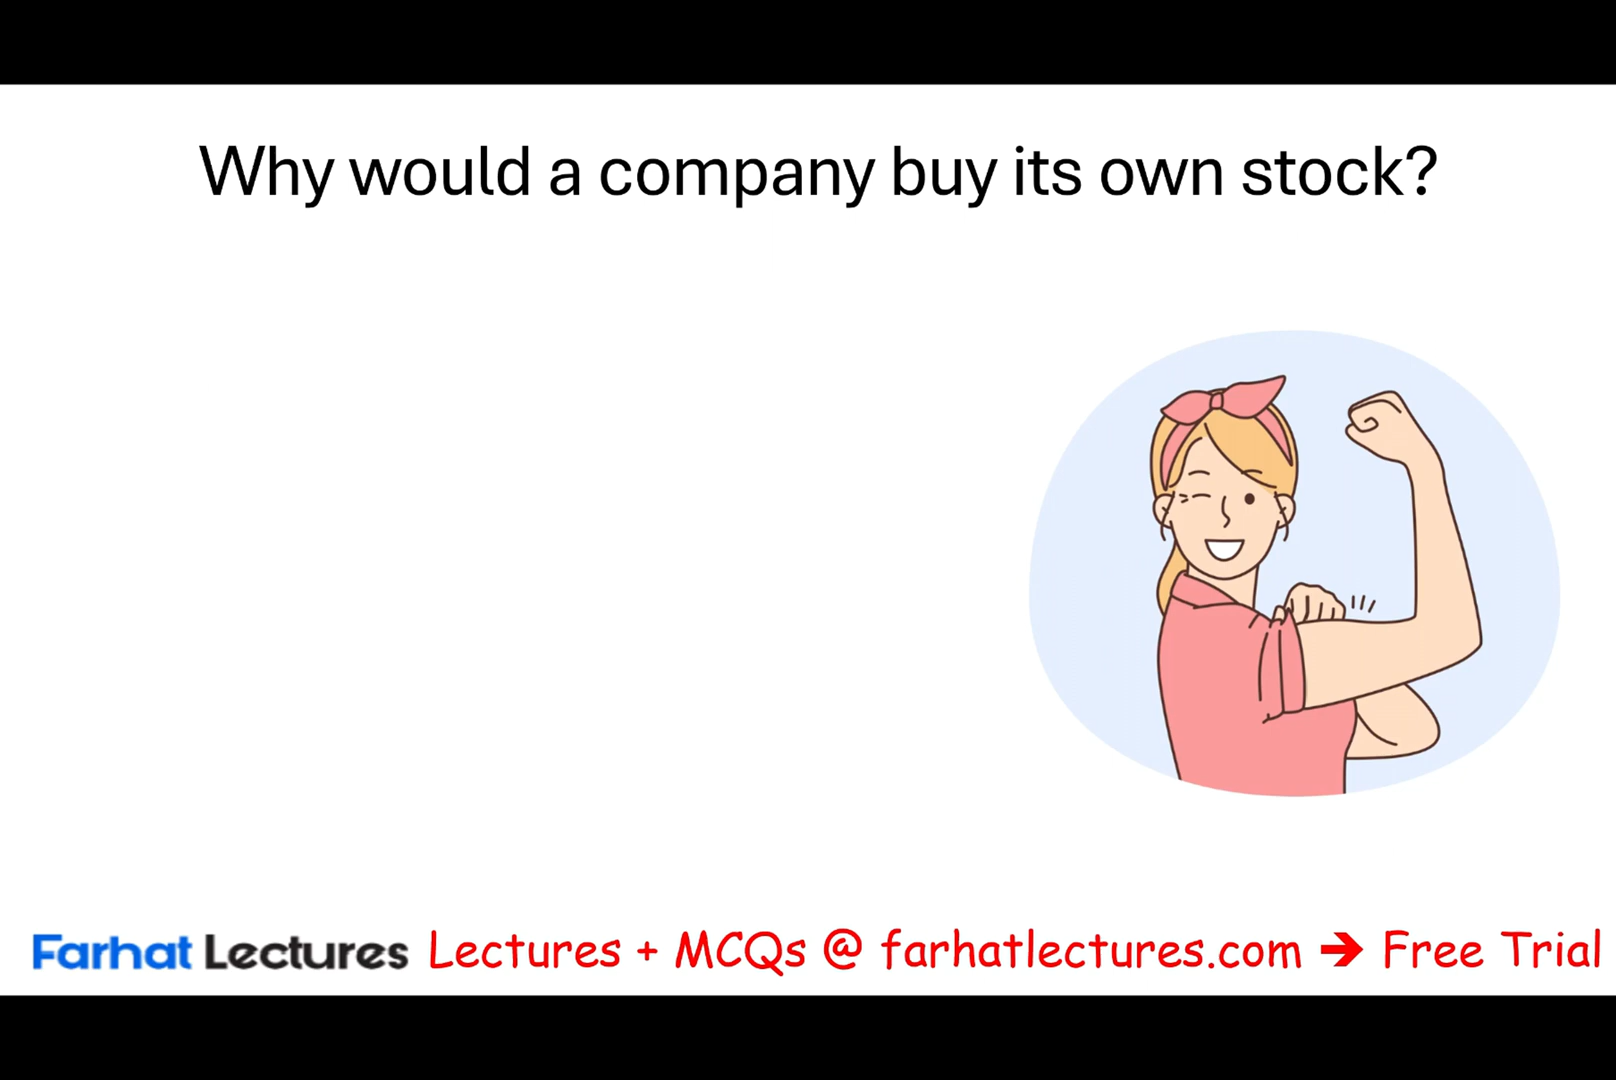 Why would a company buy its own stock?
Farhat Lectures Lectures + MCQs @ farhatlectures.com → Free Trial